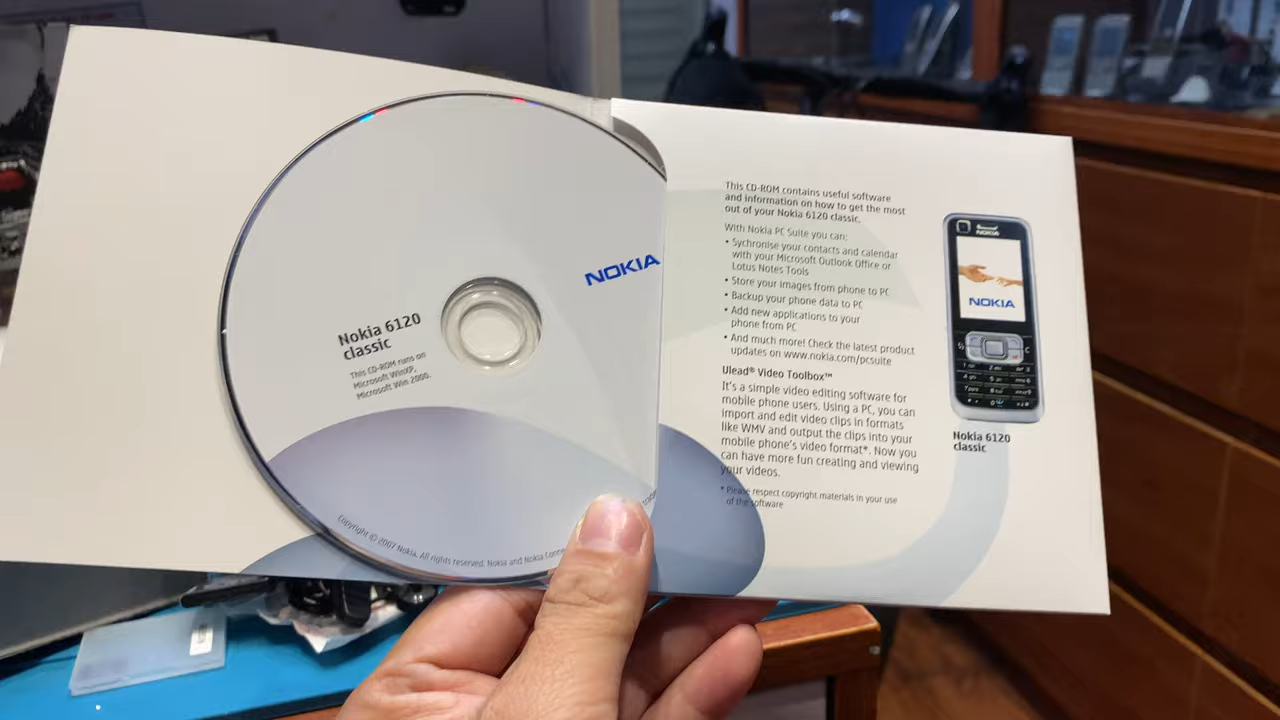 NOKIA
Nokia 6120
classic
This CD-ROM runs on
Microsoft WinXP,
Microsoft Win 2000.
Copyright © 2007 Nokia. All rights reserved. Nokia and Nokia Conne
This CD-ROM contains useful software
and information on how to get the most
out of your Nokia 6120 classic.
With Nokia PC Suite you can:
• Sychronise your contacts and calendar
with your Microsoft Outlook Office or
Lotus Notes Tools
• Store your images from phone to PC
• Backup your phone data to PC
• Add new applications to your
phone from PC
• And much more! Check the latest product
updates on www.nokia.com/pcsuite
Ulead® Video Toolbox™
It's a simple video editing software for
mobile phone users. Using a PC, you can
import and edit video clips in formats
like WMV and output the clips into your
mobile phone's video format*. Now you
can have more fun creating and viewing
your videos.
* Please respect copyright materials in your use
of the software
NOKIA
NOKIA
Nokia 6120
classic